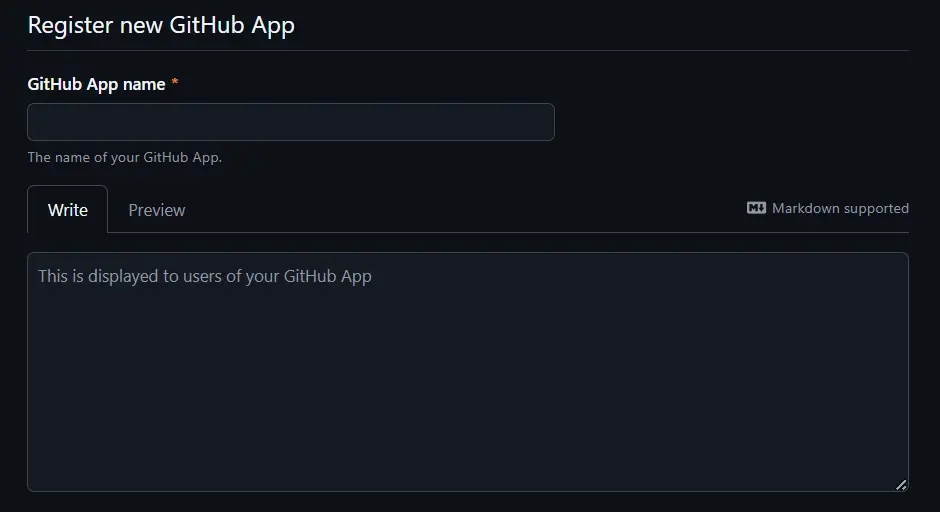 Register new GitHub App
GitHub App name *
The name of your GitHub App.
Write Preview Markdown supported
This is displayed to users of your GitHub App